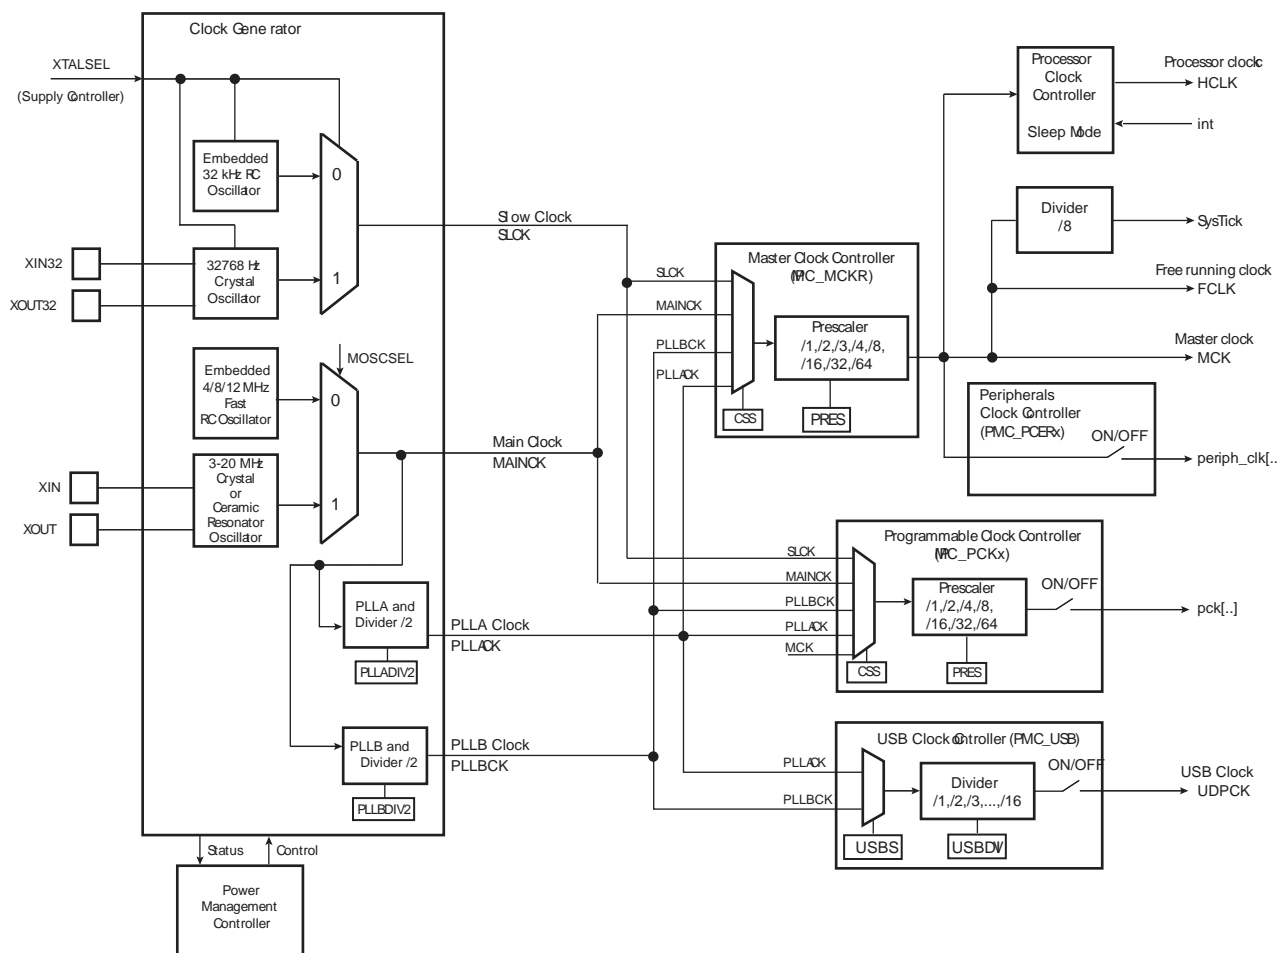 Clock Generator
XTALSEL
(Supply Controller)
Embedded
32 kHz RC
Oscillator
0
XIN32
XOUT32
32768 Hz
Crystal
Oscillator
1
Slow Clock
SLCK
MOSCSEL
Embedded
4/8/12 MHz
Fast
RC Oscillator
0
XIN
XOUT
3-20 MHz
Crystal
or
Ceramic
Resonator
Oscillator
1
Main Clock
MAINCK
PLLA and
Divider /2
PLLADIV2
PLLA Clock
PLLACK
PLLB and
Divider /2
PLLBDIV2
PLLB Clock
PLLBCK
Status
Control
Power
Management
Controller
Master Clock Controller
(PMC_MCKR)
SLCK
MAINCK
PLLBCK
PLLACK
Prescaler
/1,/2,/3,/4,/8,
/16,/32,/64
CSS
PRES
Processor
Clock
Controller
Sleep Mode
Processor clock
HCLK
int
Divider
/8
SysTick
Free running clock
FCLK
Master clock
MCK
Peripherals
Clock Controller
(PMC_PCERx)
ON/OFF
periph_clk[..
Programmable Clock Controller
(PMC_PCKx)
SLCK
MAINCK
PLLBCK
PLLACK
MCK
Prescaler
/1,/2,/4,/8,
/16,/32,/64
ON/OFF
pck[..]
CSS
PRES
USB Clock Controller (PMC_USB)
PLLACK
PLLBCK
Divider
/1,/2,/3,...,/16
ON/OFF
USB Clock
UDPCK
USBS
USBDIV